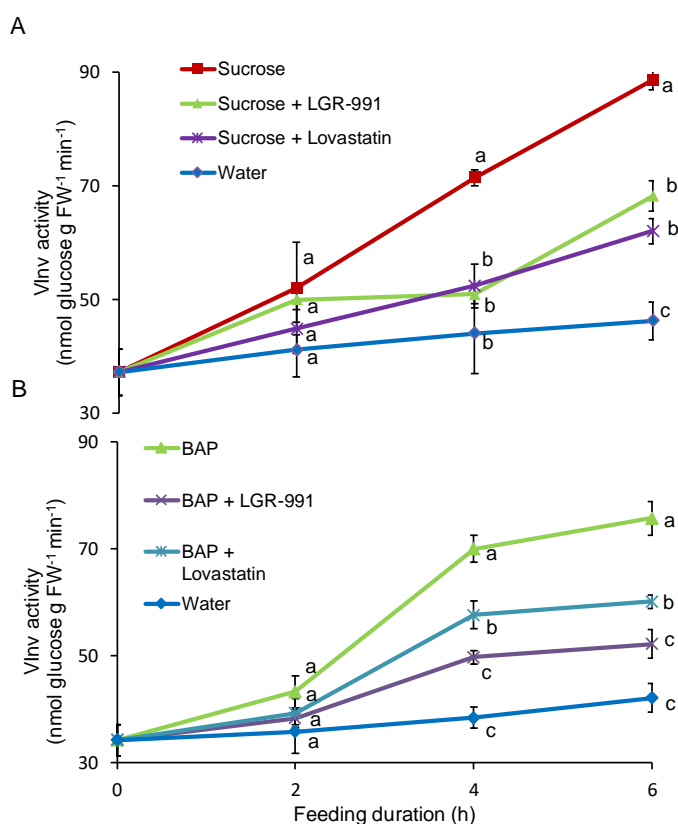 A
90
70
50
30
VInv activity
(nmol glucose g FW-1 min-1)
Sucrose
Sucrose + LGR-991
Sucrose + Lovastatin
Water
a
a
a
a
a
a
b
b
b
a
b
b
c
B
90
70
50
30
VInv activity
(nmol glucose g FW-1 min-1)
BAP
BAP + LGR-991
BAP +
Lovastatin
Water
a
a
a
a
a
b
c
c
a
b
c
c
0
2
4
6
Feeding duration (h)